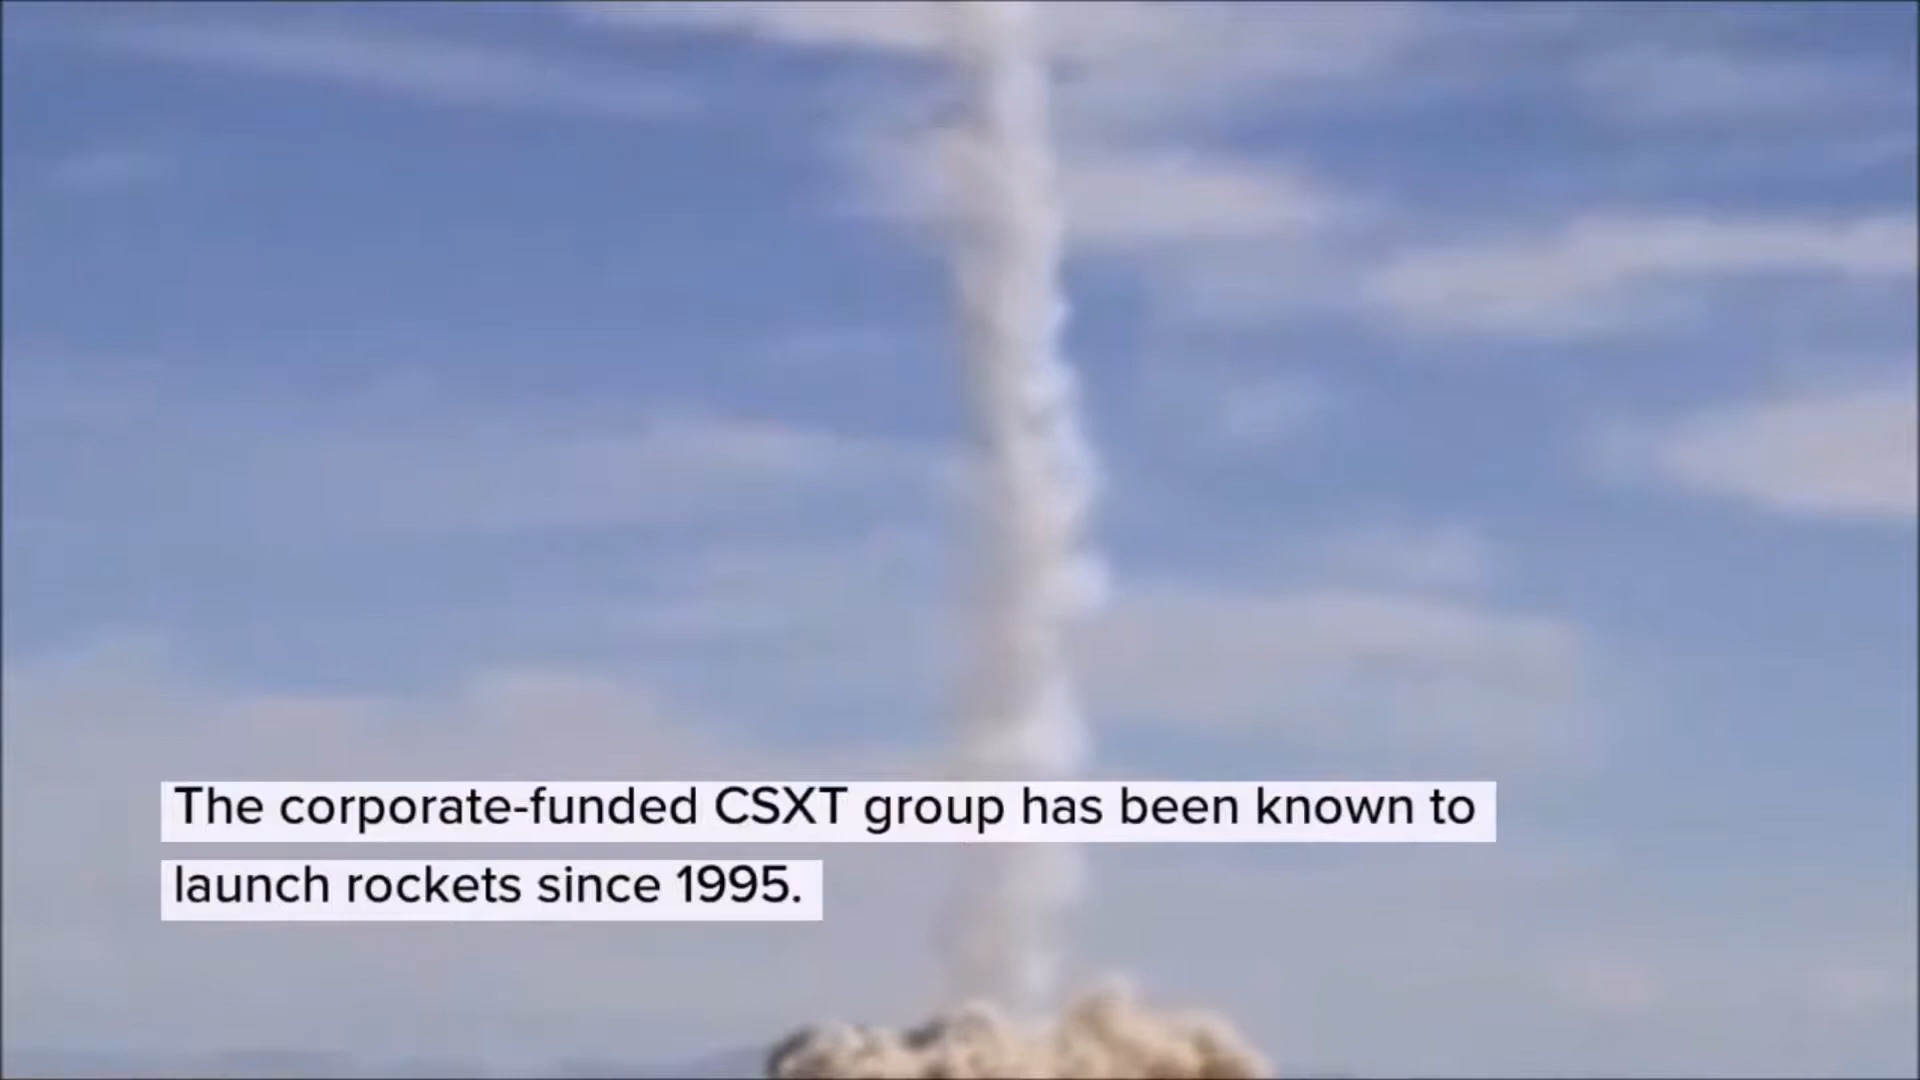 The corporate-funded CSXT group has been known to
launch rockets since 1995.